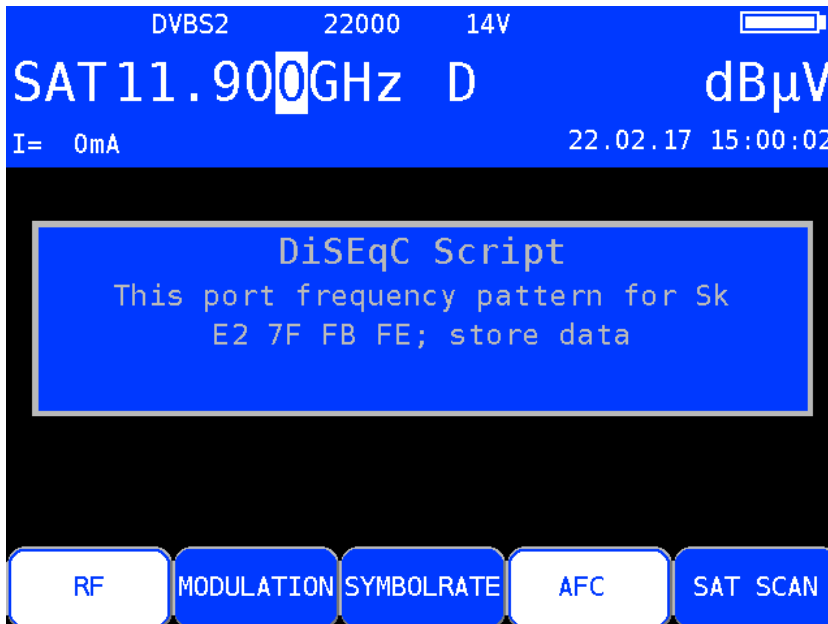 DVBS2 22000 14V
SAT 11.900GHz D dBµV
I= 0mA 22.02.17 15:00:02
DiSEqC Script
This port frequency pattern for Sk
E2 7F FB FE; store data
RF MODULATION SYMBOLRATE AFC SAT SCAN